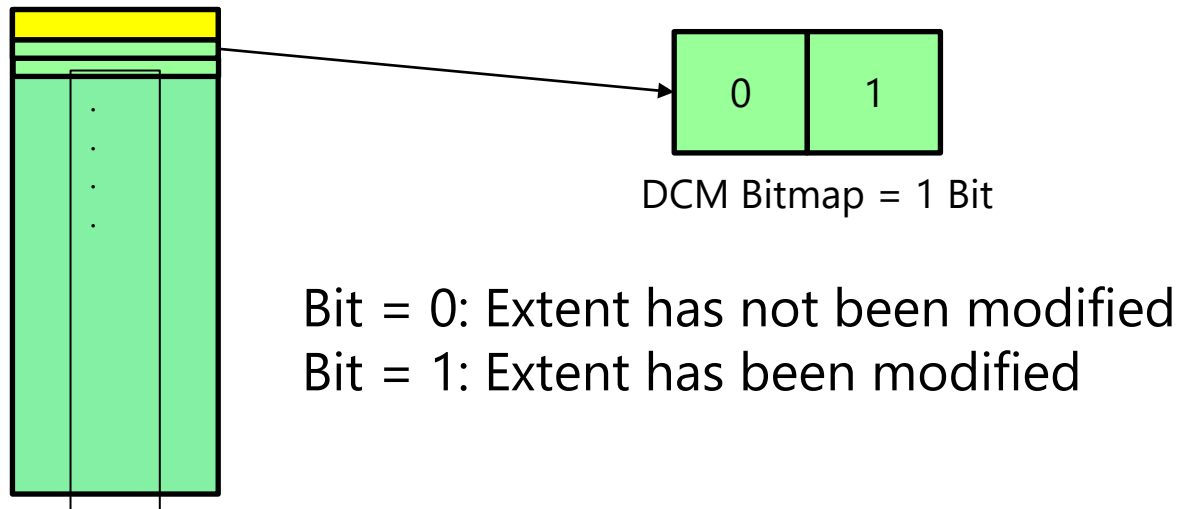 0 1
DCM Bitmap = 1 Bit
Bit = 0: Extent has not been modified
Bit = 1: Extent has been modified